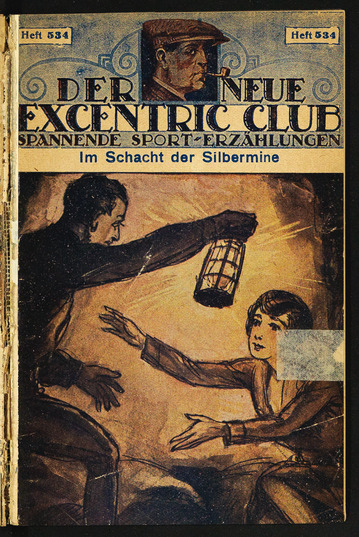 Heft 534
Heft 534
DER NEUE
EXCENTRIC CLUB
SPANNENDE SPORT-ERZÄHLUNGEN
Im Schacht der Silbermine